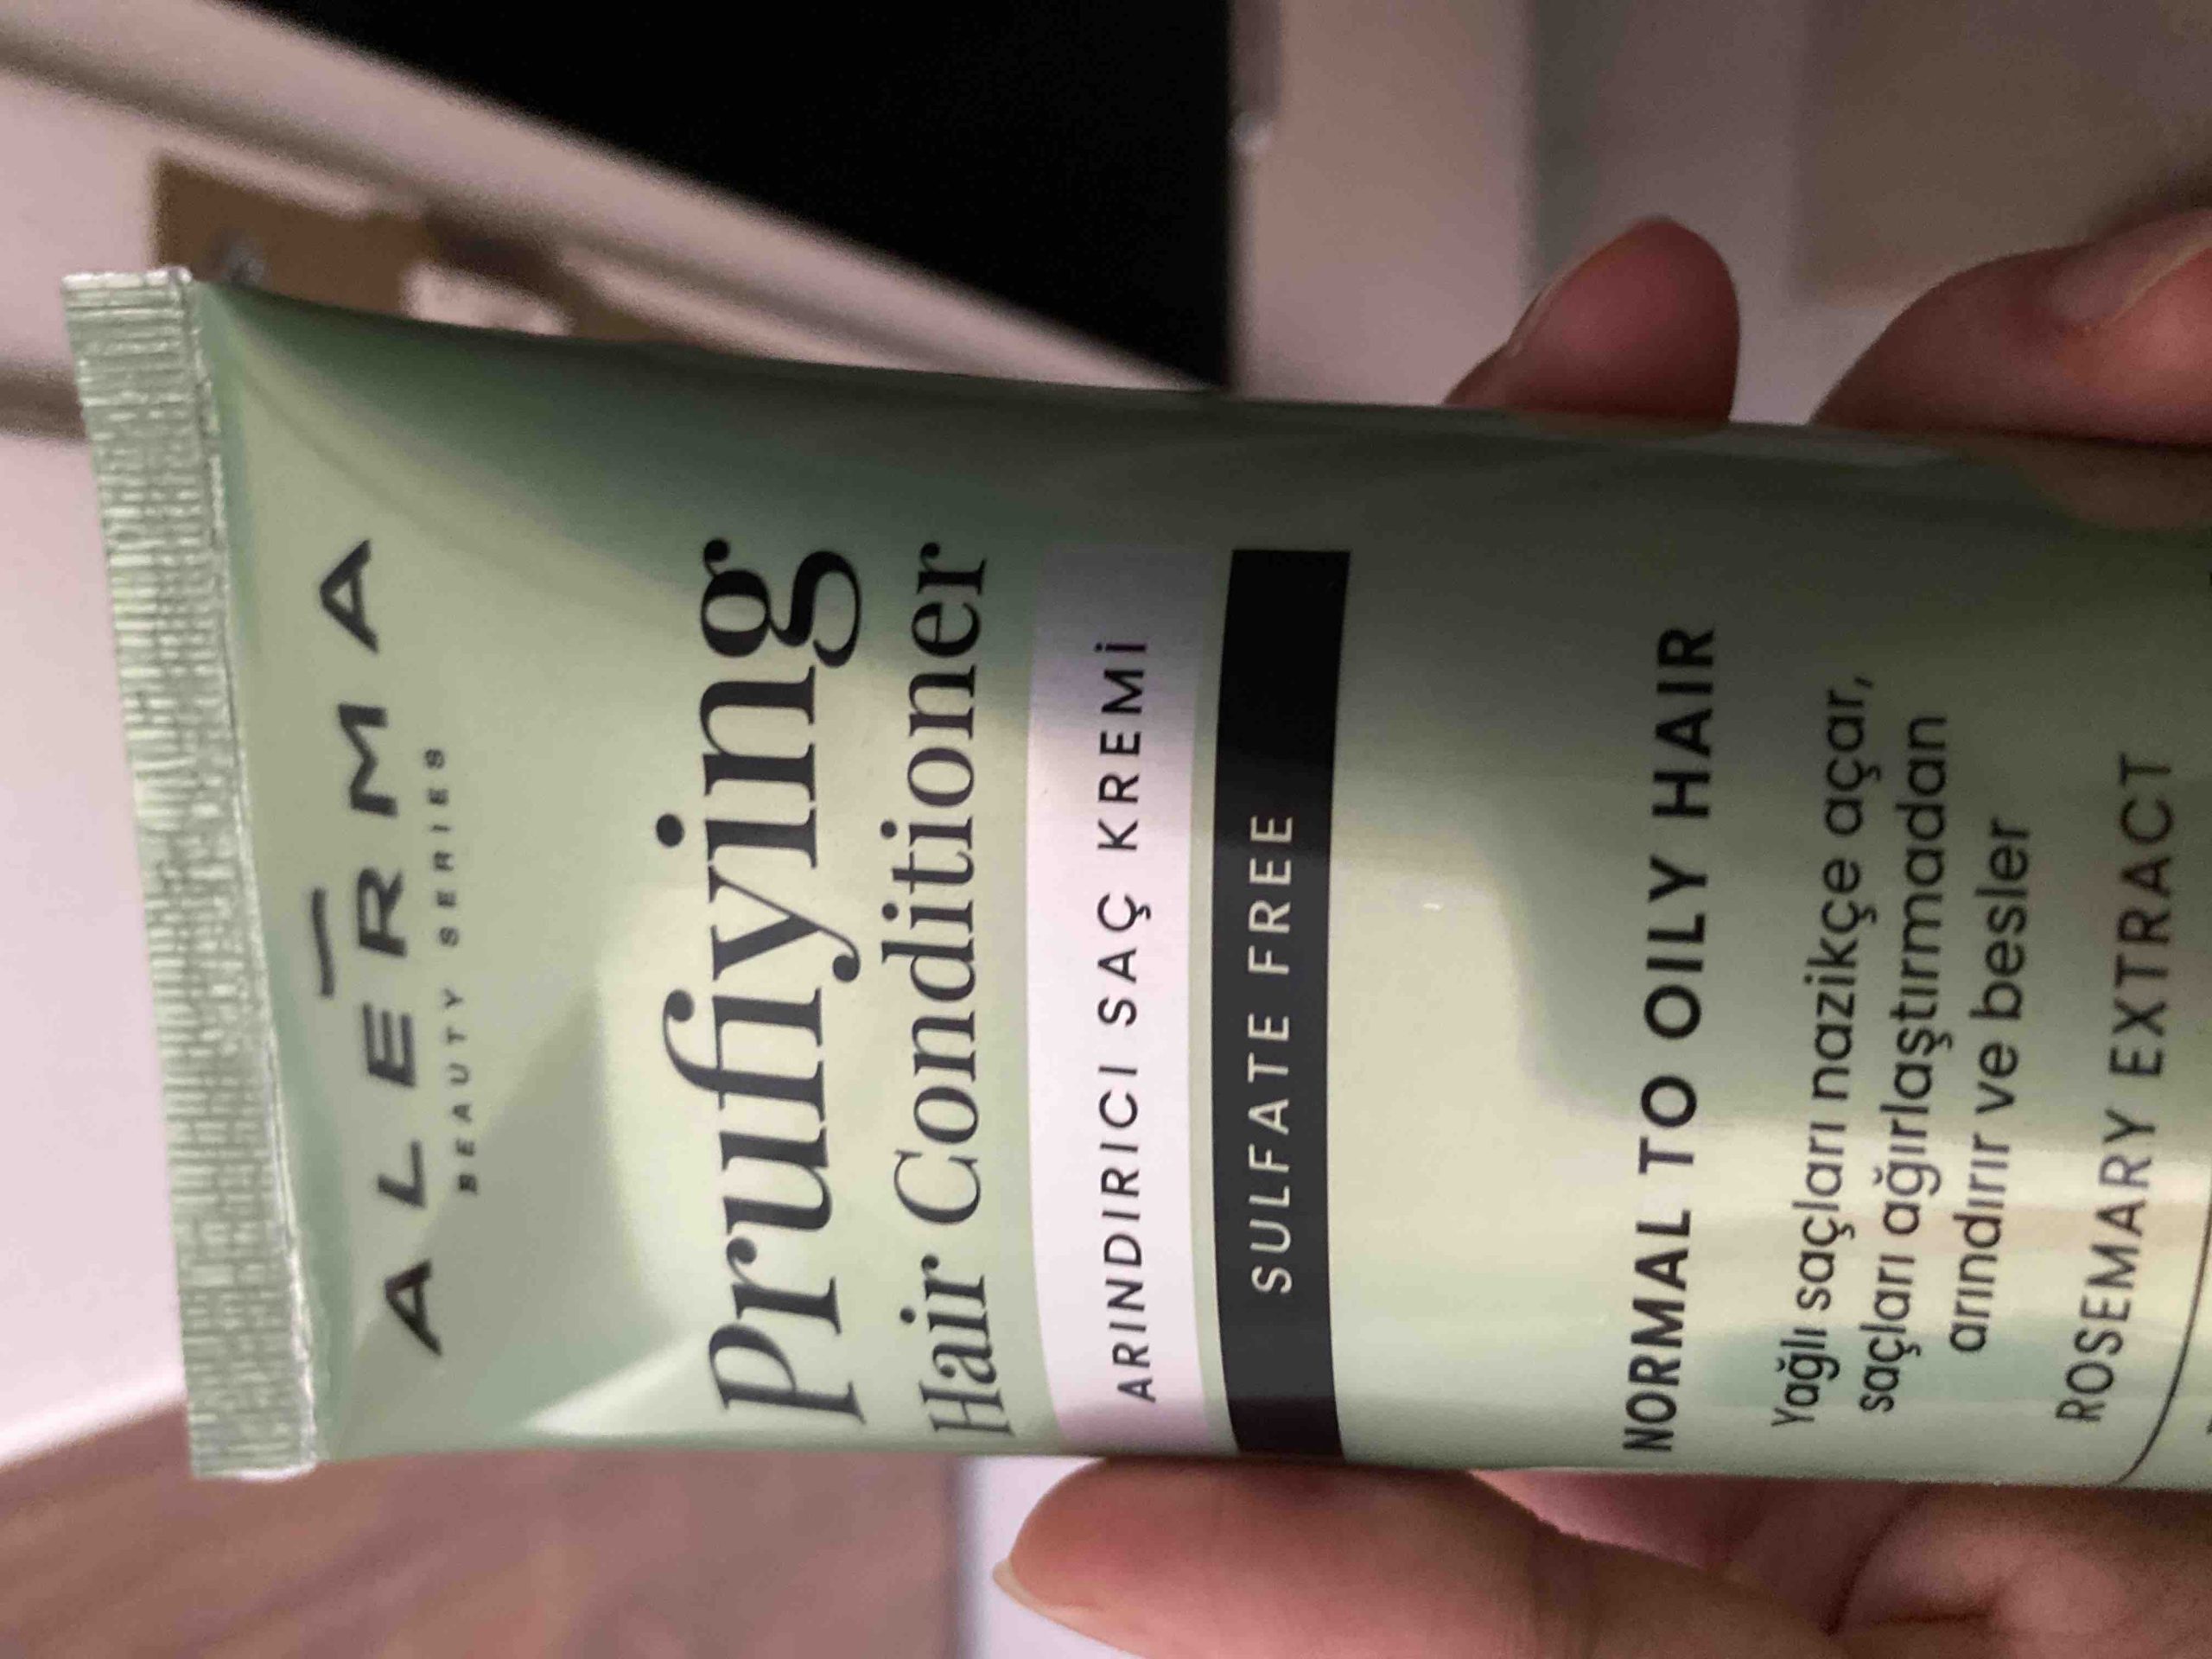 ALERMA
BEAUTY SERIES
Prufiying
Hair Conditioner
ARINDIRICI SAÇ KREMİ
SULFATE FREE
NORMAL TO OILY HAIR
Yağlı saçları nazikçe açar,
saçları ağırlaştırmadan
arındırır ve besler
ROSEMARY EXTRACT